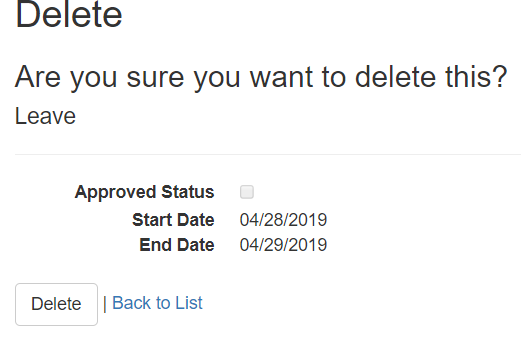 Delete
Are you sure you want to delete this?
Leave
Approved Status
Start Date 04/28/2019
End Date 04/29/2019
Delete | Back to List